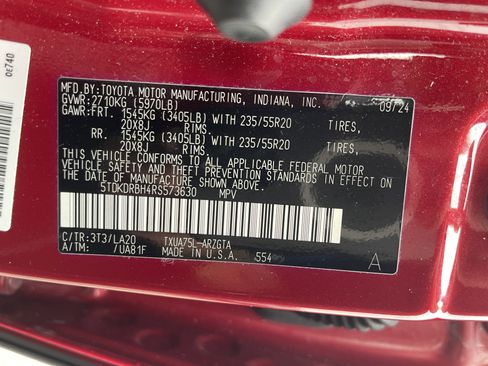 OE740
MFD.BY:TOYOTA MOTOR MANUFACTURING, INDIANA, INC. 09/24
GVWR: 2710KG (5970LB)
GAWR:FRT. 1545KG (3405LB) WITH 235/55R20 TIRES,
20X8J RIMS.
RR. 1545KG (3405LB) WITH 235/55R20 TIRES,
20X8J RIMS.
THIS VEHICLE CONFORMS TO ALL APPLICABLE FEDERAL MOTOR
VEHICLE SAFETY AND THEFT PREVENTION STANDARDS IN EFFECT ON
THE DATE OF MANUFACTURE SHOWN ABOVE.
5TDKDRBH4RS573630 MPV
C/TR:3T3/LA20 TXUA75L-ARZGTA
A/TM: /UA81F MADE IN U.S.A. 554 A